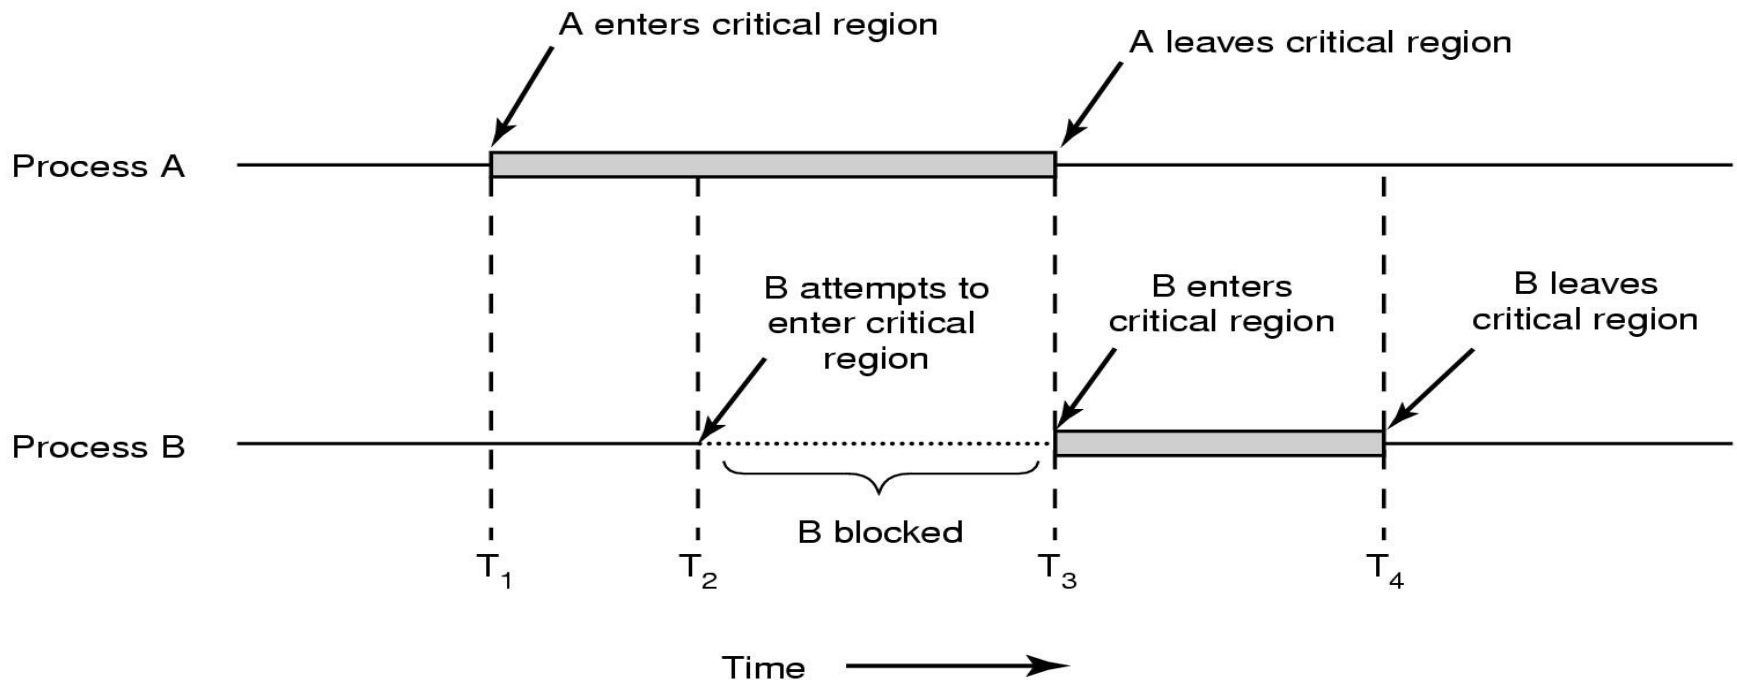 A enters critical region
A leaves critical region
Process A
B attempts to
enter critical
region
B enters
critical region
B leaves
critical region
Process B
B blocked
T1
T2
T3
T4
Time